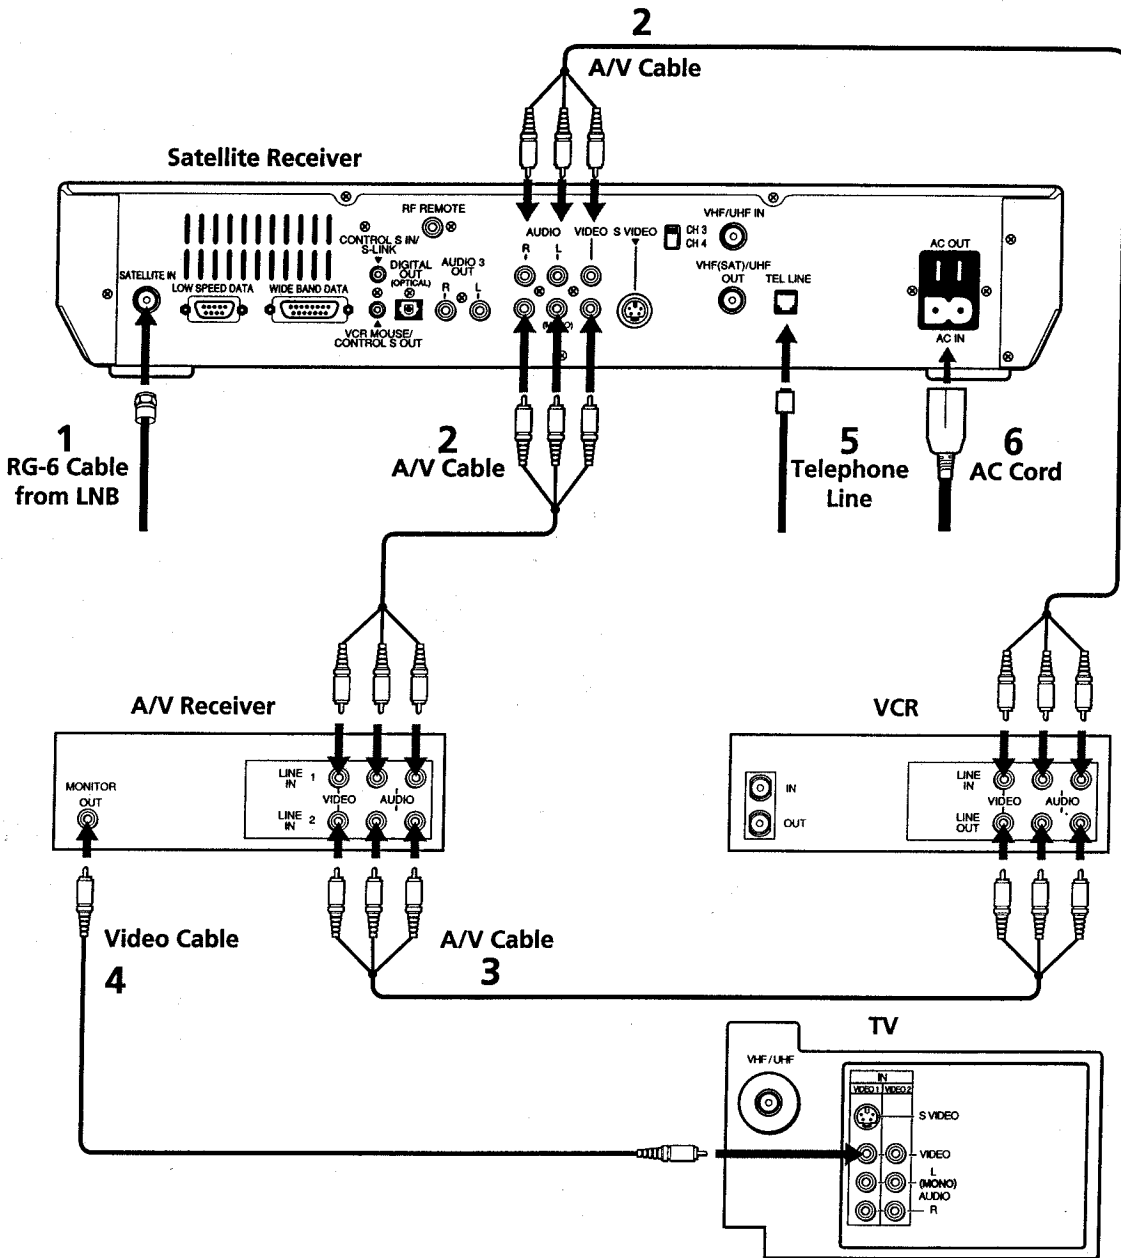 2
A/V Cable
Satellite Receiver
RF REMOTE
CONTROL S IN/
S-LINK
DIGITAL
OUT
(OPTICAL)
AUDIO 3
OUT
R L
AUDIO
R L
VIDEO
S VIDEO
CH 3
CH 4
VHF/UHF IN
AC OUT
SATELLITE IN
LOW SPEED DATA
WIDE BAND DATA
VHF(SAT)/UHF
OUT
TEL LINE
VCR MOUSE/
CONTROL S OUT
(MONO)
AC IN
1
RG-6 Cable
from LNB
2
A/V Cable
5
Telephone
Line
6
AC Cord
A/V Receiver
MONITOR
OUT
LINE 1
IN
VIDEO
AUDIO
LINE 2
IN
VCR
IN
OUT
LINE
IN
VIDEO
AUDIO
LINE
OUT
Video Cable
4
A/V Cable
3
TV
VHF/UHF
IN
VIDEO 1 VIDEO 2
S VIDEO
VIDEO
L
(MONO)
AUDIO
R